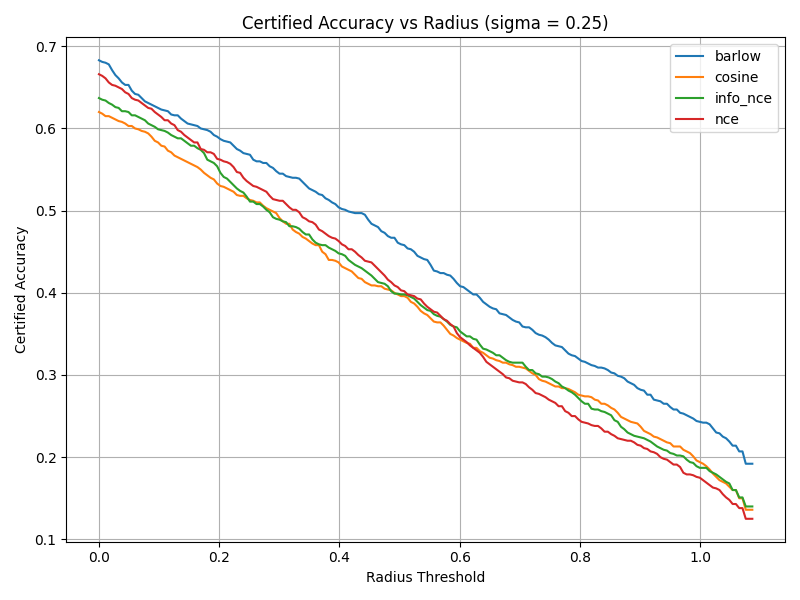 Certified Accuracy vs Radius (sigma = 0.25)
barlow
cosine
info_nce
nce
Certified Accuracy
0.7
0.6
0.5
0.4
0.3
0.2
0.1
0.0 0.2 0.4 0.6 0.8 1.0
Radius Threshold